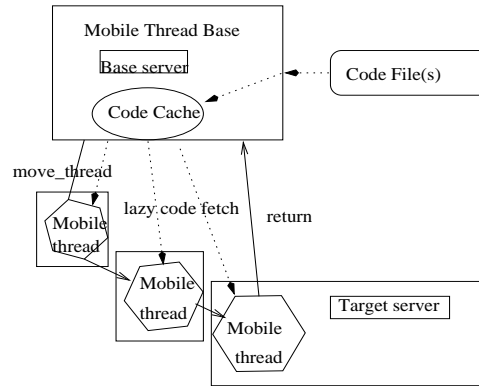 Mobile Thread Base
Base server
Code File(s)
Code Cache
move_thread
lazy code fetch
return
Mobile
thread
Mobile
thread
Target server
Mobile
thread